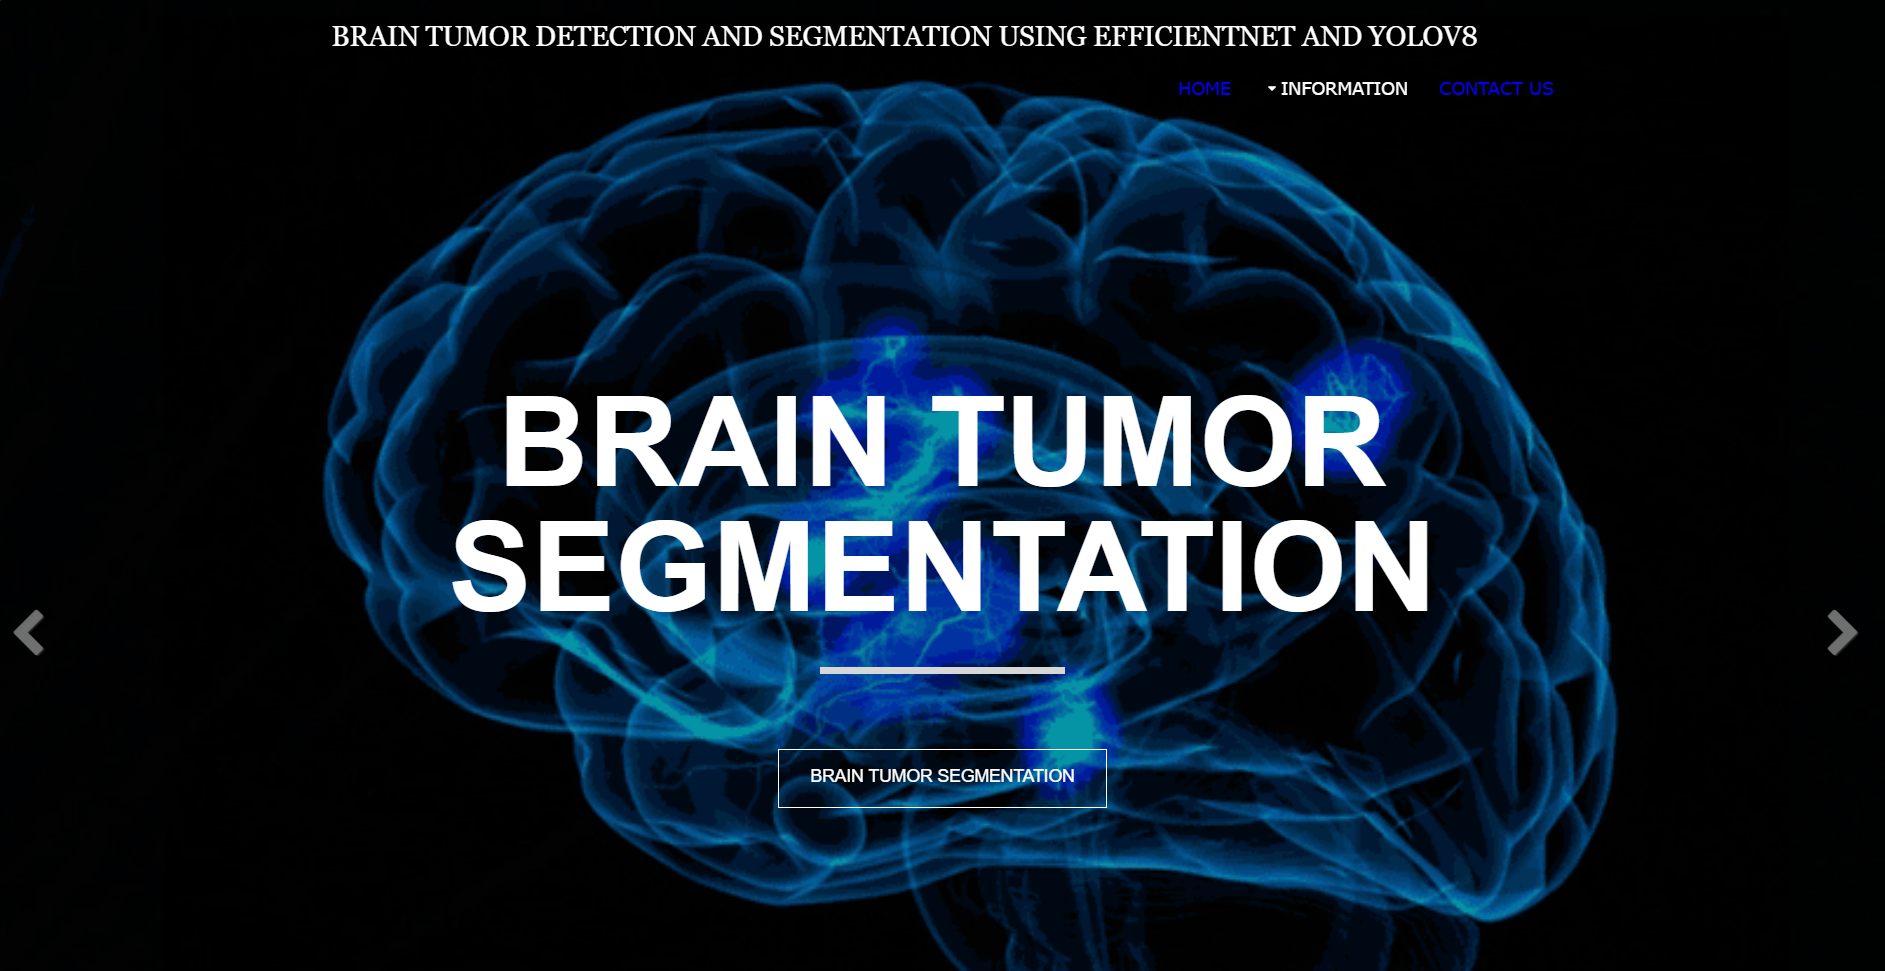 BRAIN TUMOR DETECTION AND SEGMENTATION USING EFFICIENTNET AND YOLOV8
HOME INFORMATION CONTACT US
BRAIN TUMOR
SEGMENTATION
BRAIN TUMOR SEGMENTATION